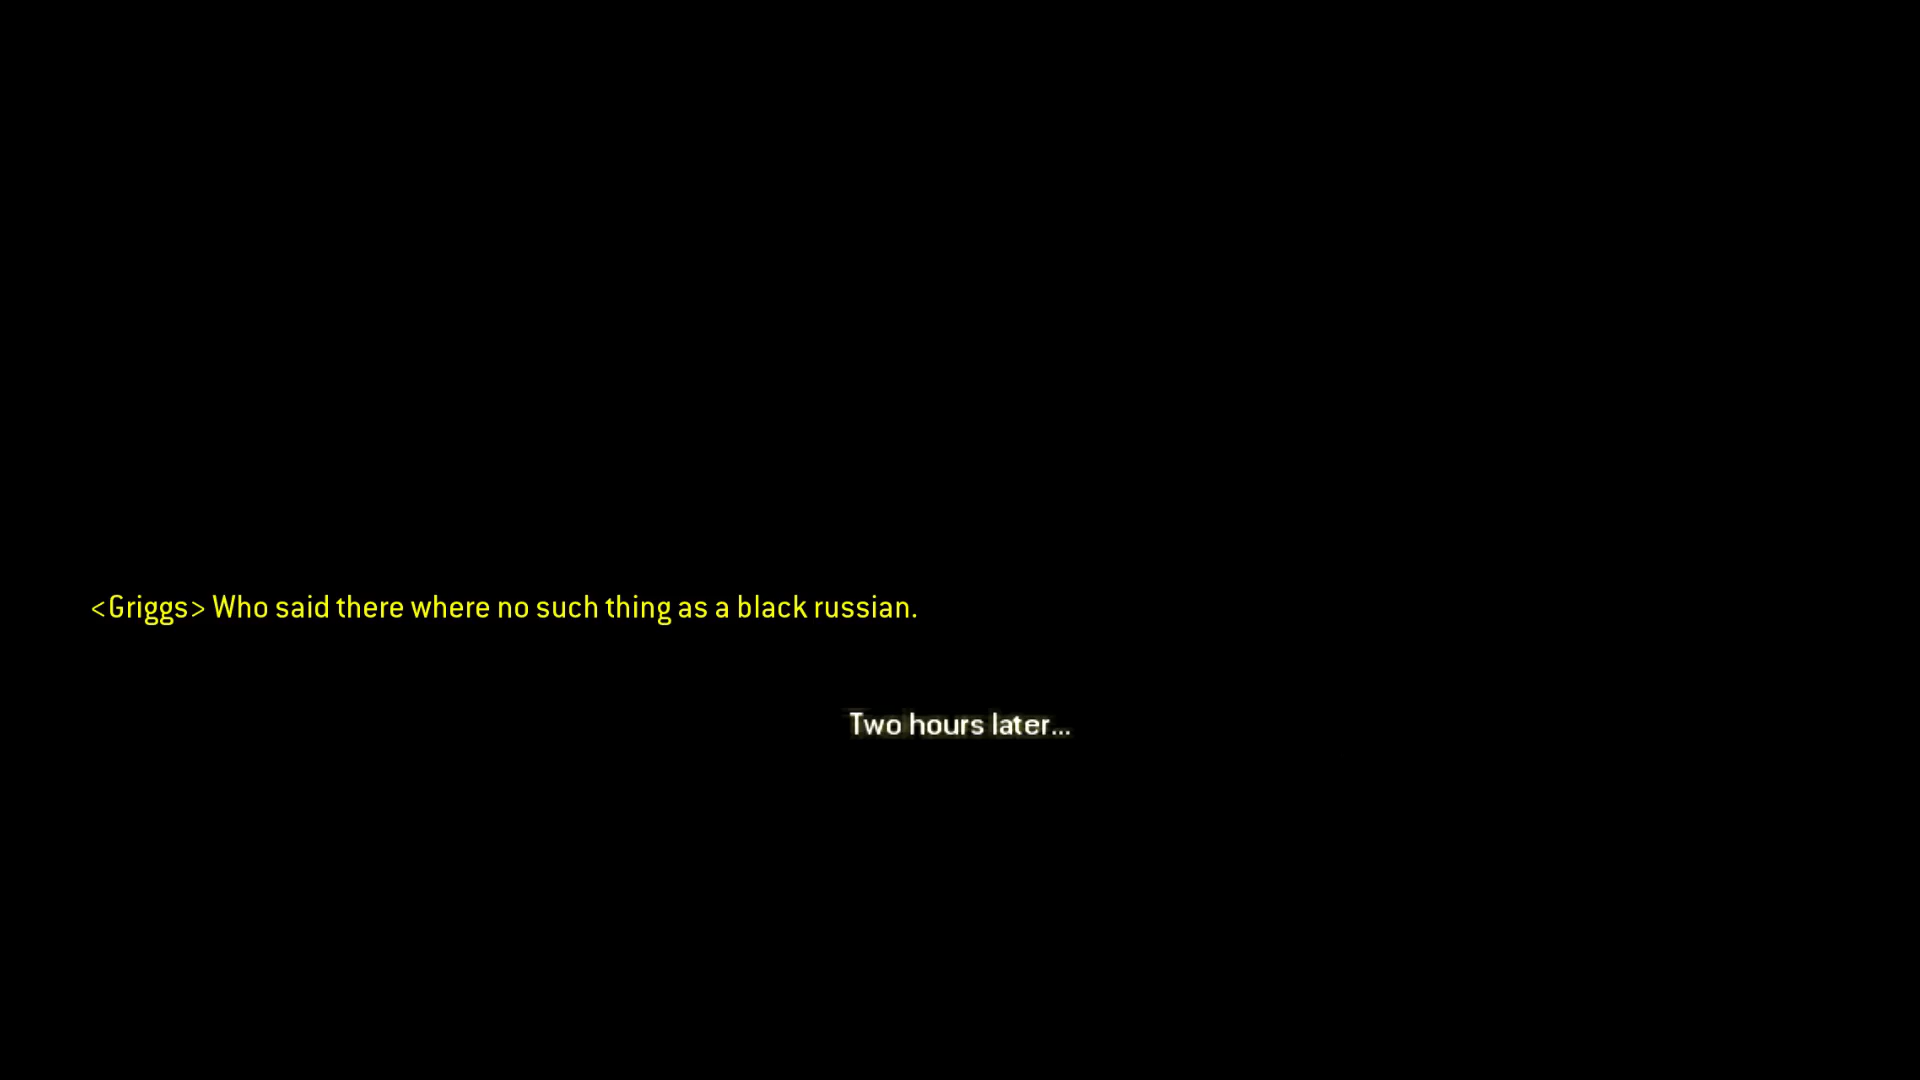 <Griggs> Who said there where no such thing as a black russian.
Two hours later...